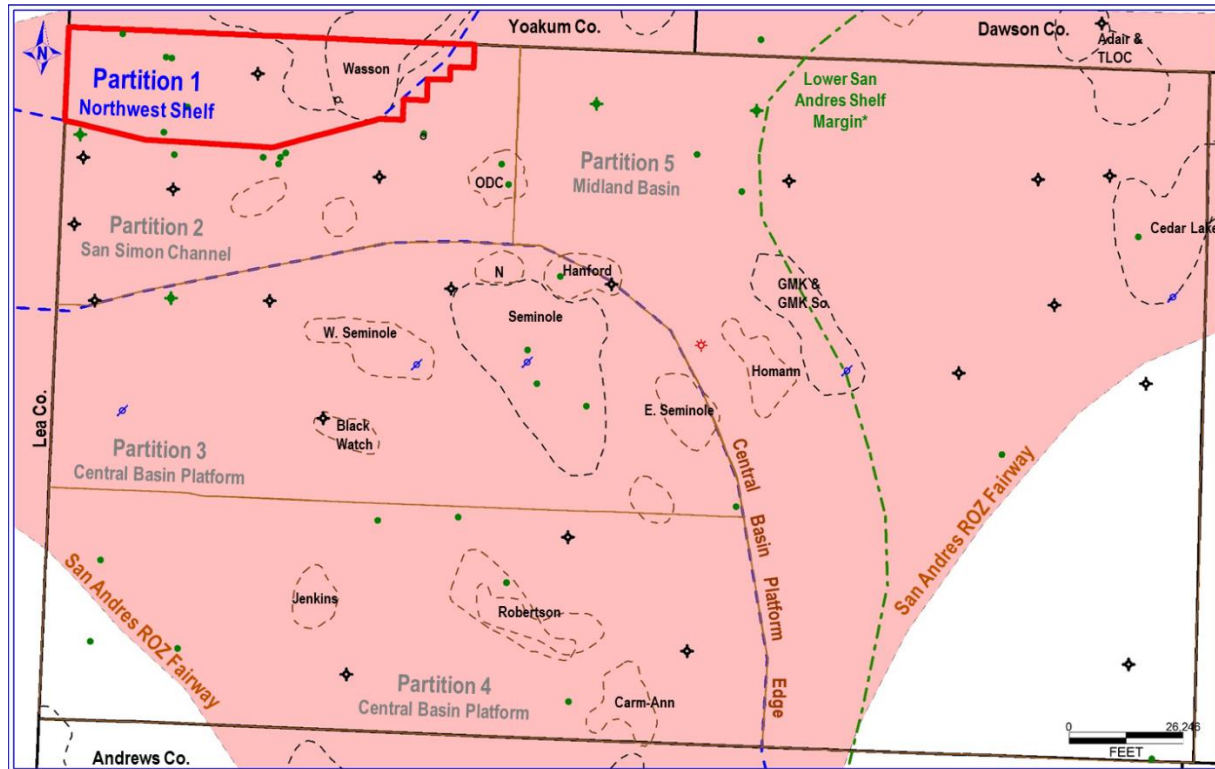 Yoakum Co.
Dawson Co.
N
Wasson
Adair &
TLOC
Partition 1
Northwest Shelf
Lower San
Andres Shelf
Margin*
Partition 5
Midland Basin
ODC
Partition 2
San Simon Channel
Cedar Lake
N
Hanford
GMK &
GMK So.
Seminole
W. Seminole
Homann
E. Seminole
Lea Co.
Black
Watch
Partition 3
Central Basin Platform
Central Basin Platform Edge
San Andres ROZ Fairway
San Andres ROZ Fairway
Jenkins
Robertson
Partition 4
Central Basin Platform
Carm-Ann
Andrews Co.
0 26,246
FEET